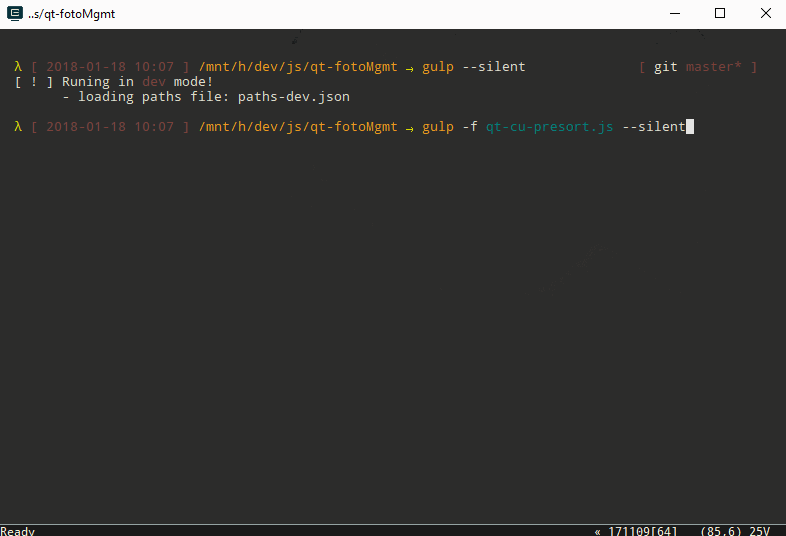 ..s/qt-fotoMgmt
λ [ 2018-01-18 10:07 ] /mnt/h/dev/js/qt-fotoMgmt → gulp --silent [ git master* ]
[ ! ] Runing in dev mode!
- loading paths file: paths-dev.json
λ [ 2018-01-18 10:07 ] /mnt/h/dev/js/qt-fotoMgmt → gulp -f qt-cu-presort.js --silent
Ready « 171109[64] (85,6) 25V